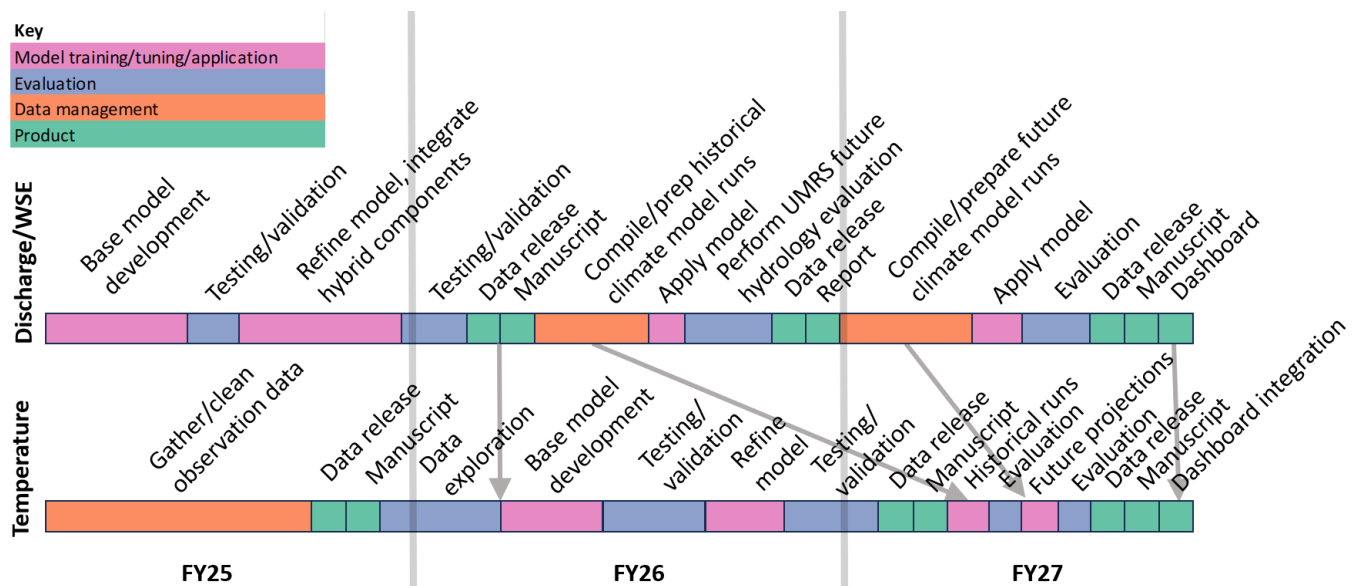 Key
Model training/tuning/application
Evaluation
Data management
Product
Discharge/WSE
Base model
development
Testing/validation
Refine model, integrate
hybrid components
Testing/validation
Data release
Manuscript
Compile/prep historical
climate model runs
Apply model
Perform UMRS future
hydrology evaluation
Data release
Report
Compile/prepare future
climate model runs
Apply model
Evaluation
Data release
Manuscript
Dashboard
Temperature
Gather/clean
observation data
Data release
Manuscript
Data
exploration
Base model
development
Testing/
validation
Refine
model
Testing/
validation
Data release
Manuscript
Historical runs
Evaluation
Future projections
Evaluation
Data release
Manuscript
Dashboard integration
FY25
FY26
FY27